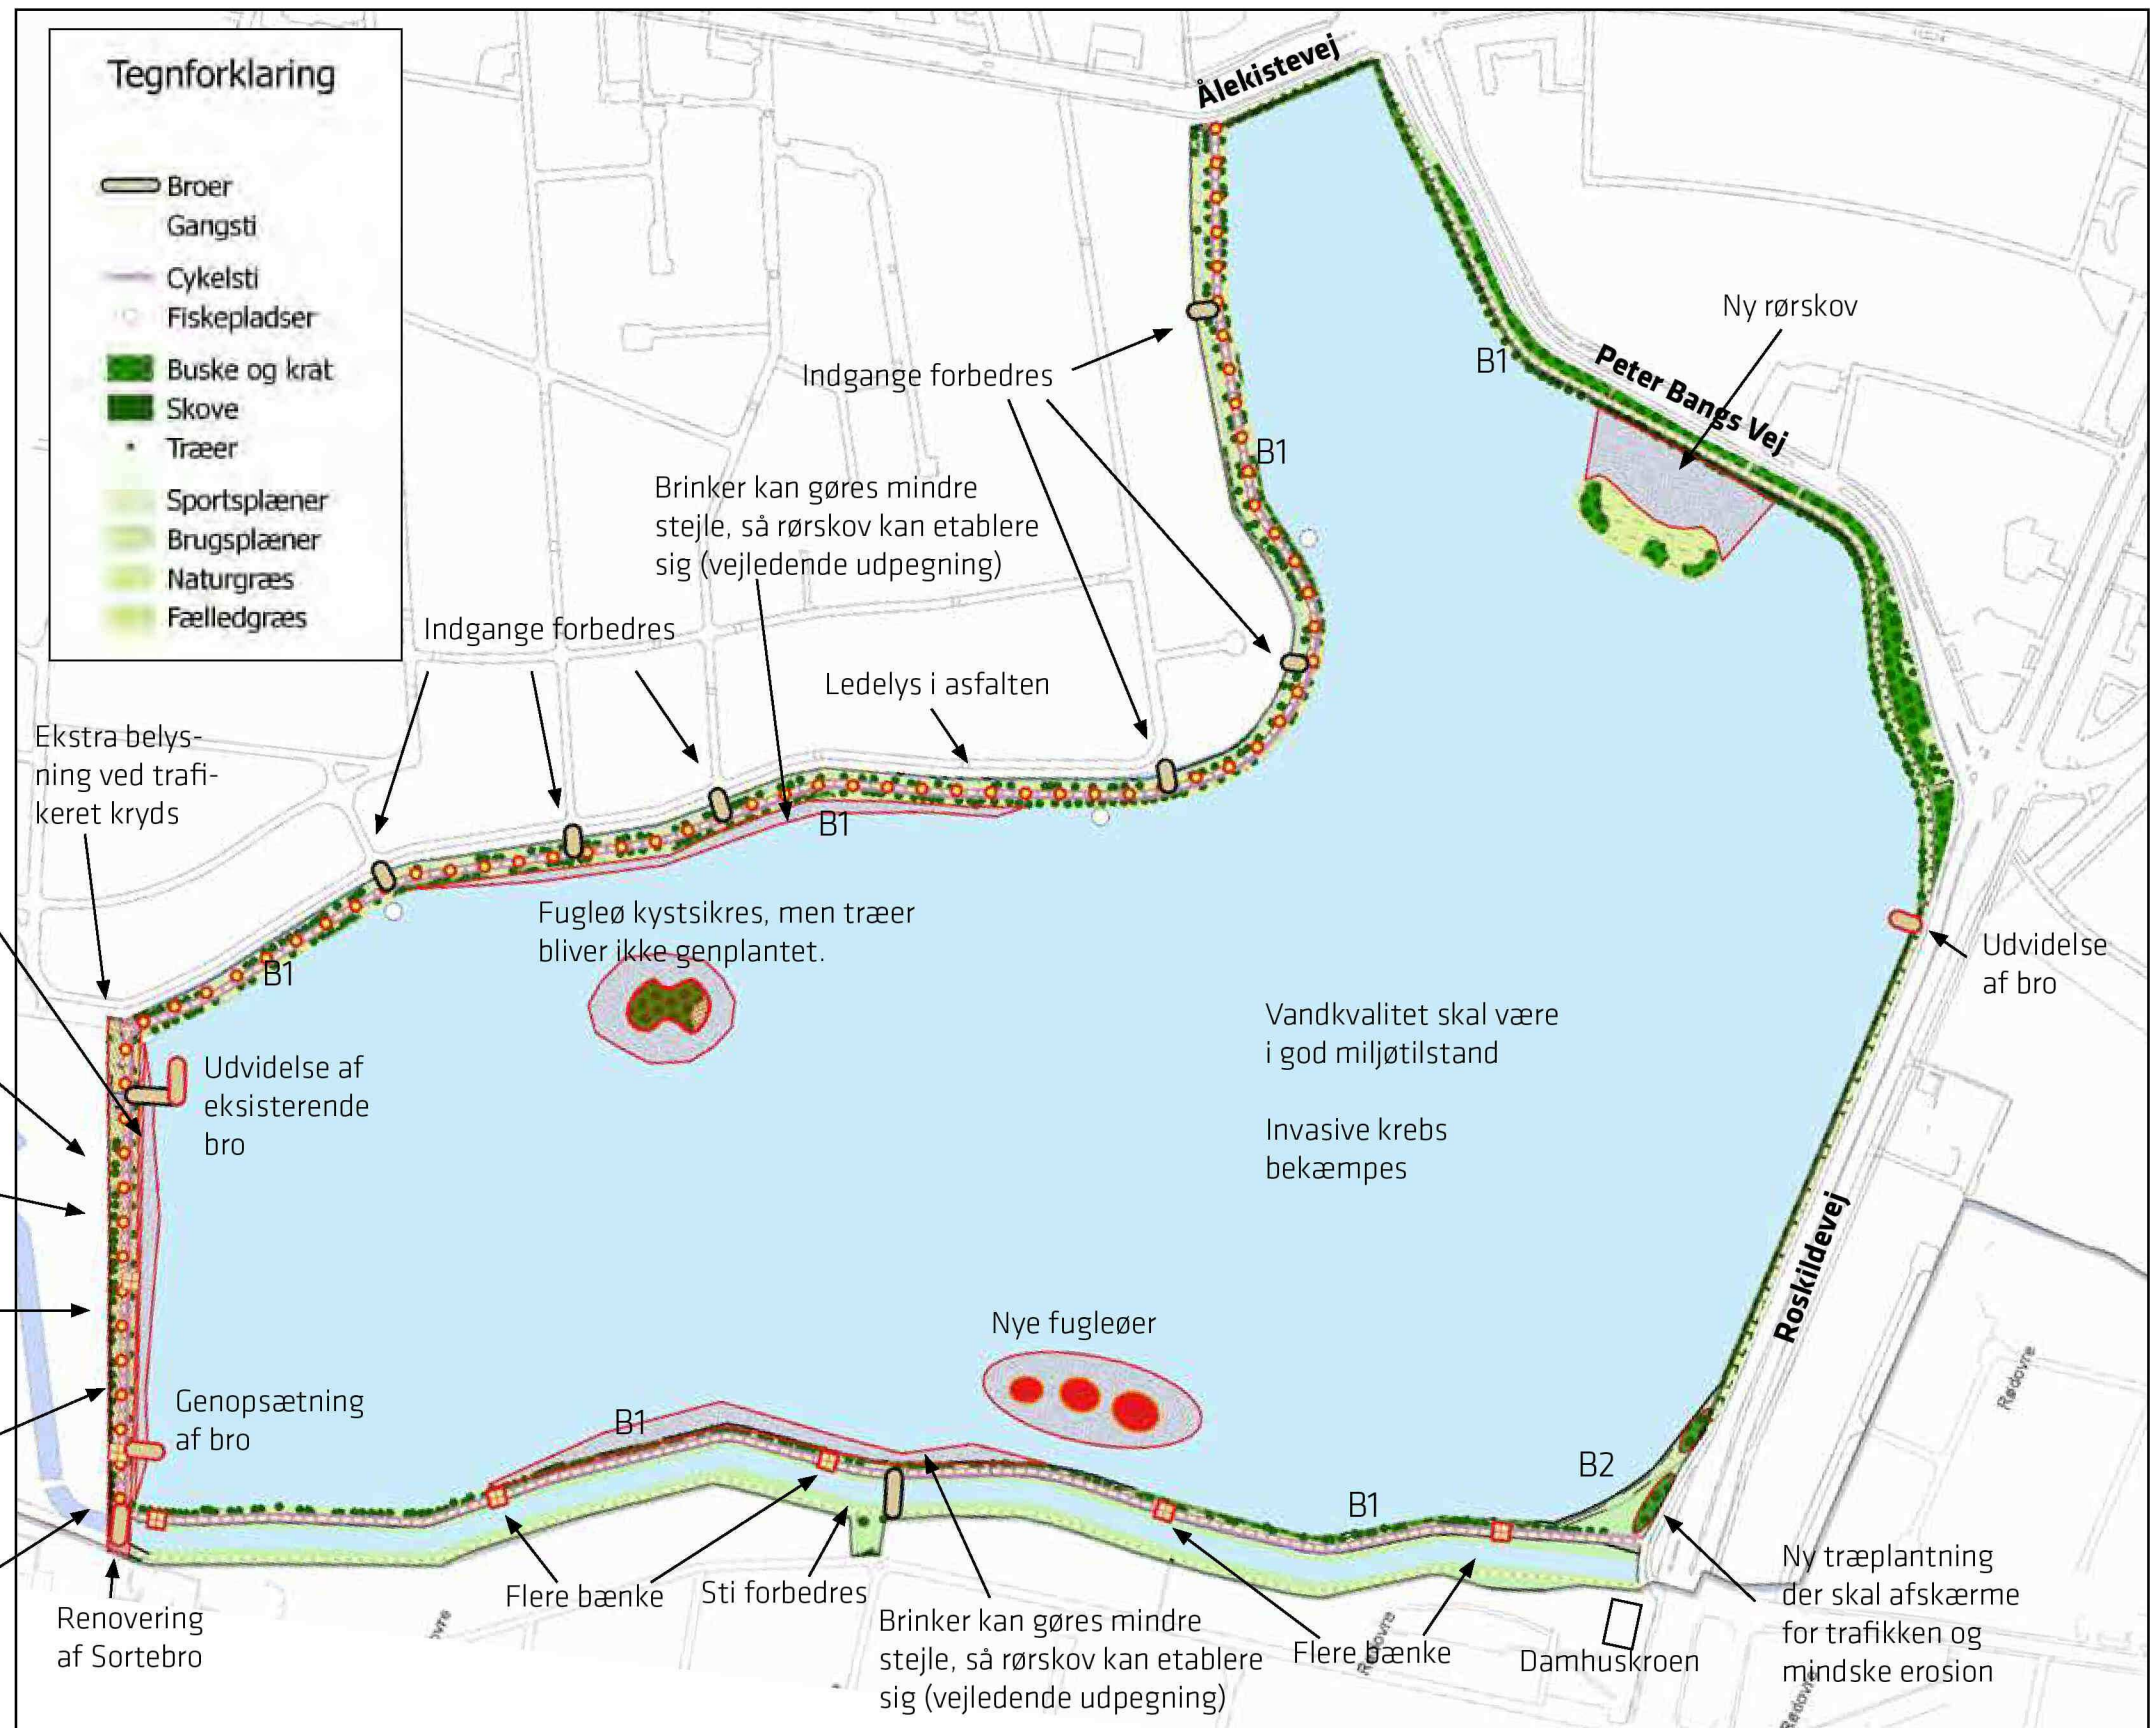 Tegnforklaring
Broer
Gangsti
Cykelsti
Fiskepladser
Buske og krat
Skove
Træer
Sportsplæner
Brugsplæner
Naturgræs
Fælledgræs
Ålekistevej
Ny rørskov
B1
Peter Bangs Vej
Indgange forbedres
B1
Brinker kan gøres mindre
stejle, så rørskov kan etablere
sig (vejledende udpegning)
Indgange forbedres
Ledelys i asfalten
Ekstra belys-
ning ved trafi-
keret kryds
B1
Fugleø kystsikres, men træer
bliver ikke genplantet.
B1
Udvidelse
af bro
Vandkvalitet skal være
i god miljøtilstand
Udvidelse af
eksisterende
bro
Invasive krebs
bekæmpes
Roskildevej
Nye fugleøer
Rødovre
Genopsætning
af bro
B1
B2
B1
Flere bænke
Sti forbedres
Renovering
af Sortebro
Brinker kan gøres mindre
stejle, så rørskov kan etablere
sig (vejledende udpegning)
Flere bænke
Rødovre
Damhuskroen
Ny træplantning
der skal afskærme
for trafikken og
mindske erosion
Rødovre